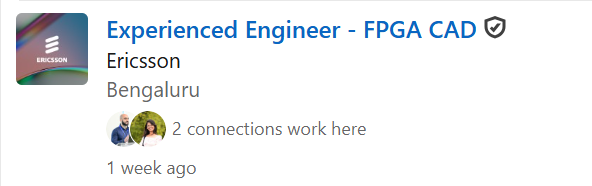 Experienced Engineer - FPGA CAD
ERICSSON
Ericsson
Bengaluru
2 connections work here
1 week ago